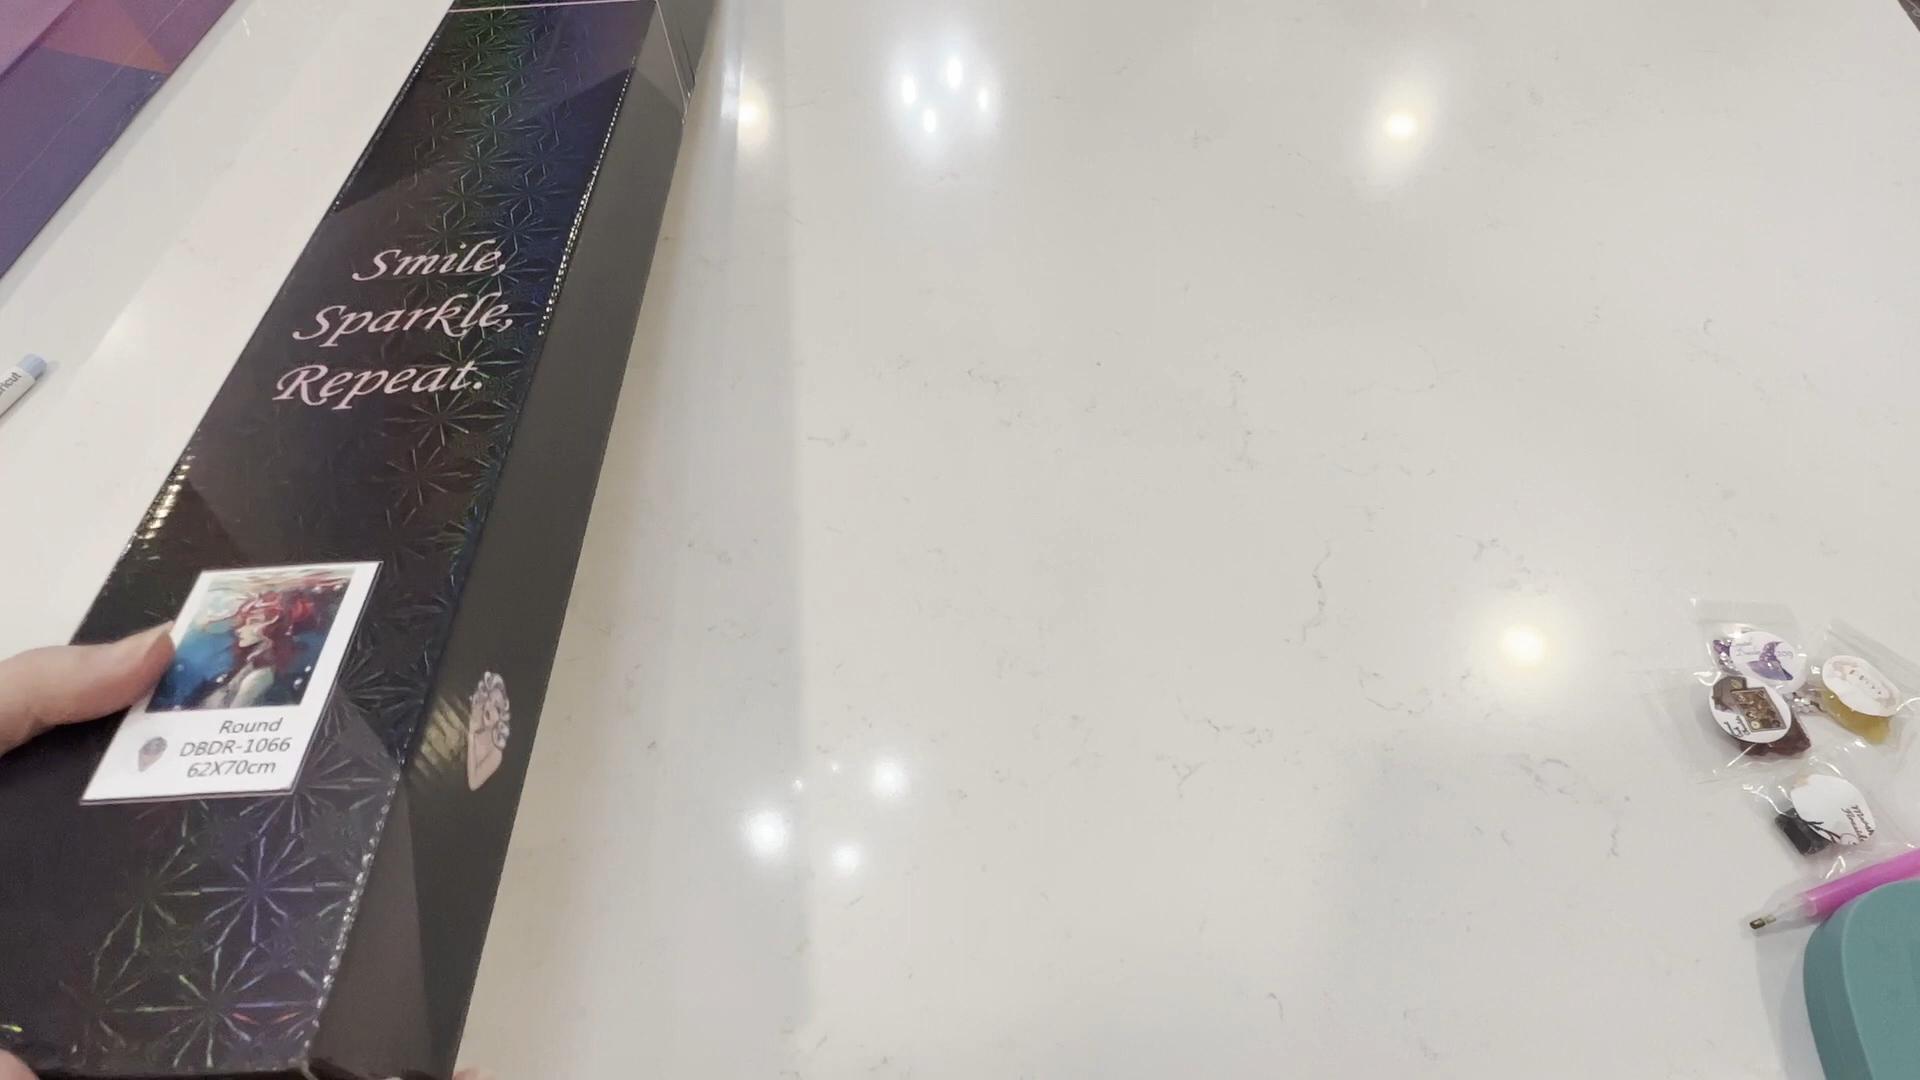 Smile,
Sparkle,
Repeat.
Round
DBDR-1066
62X70cm